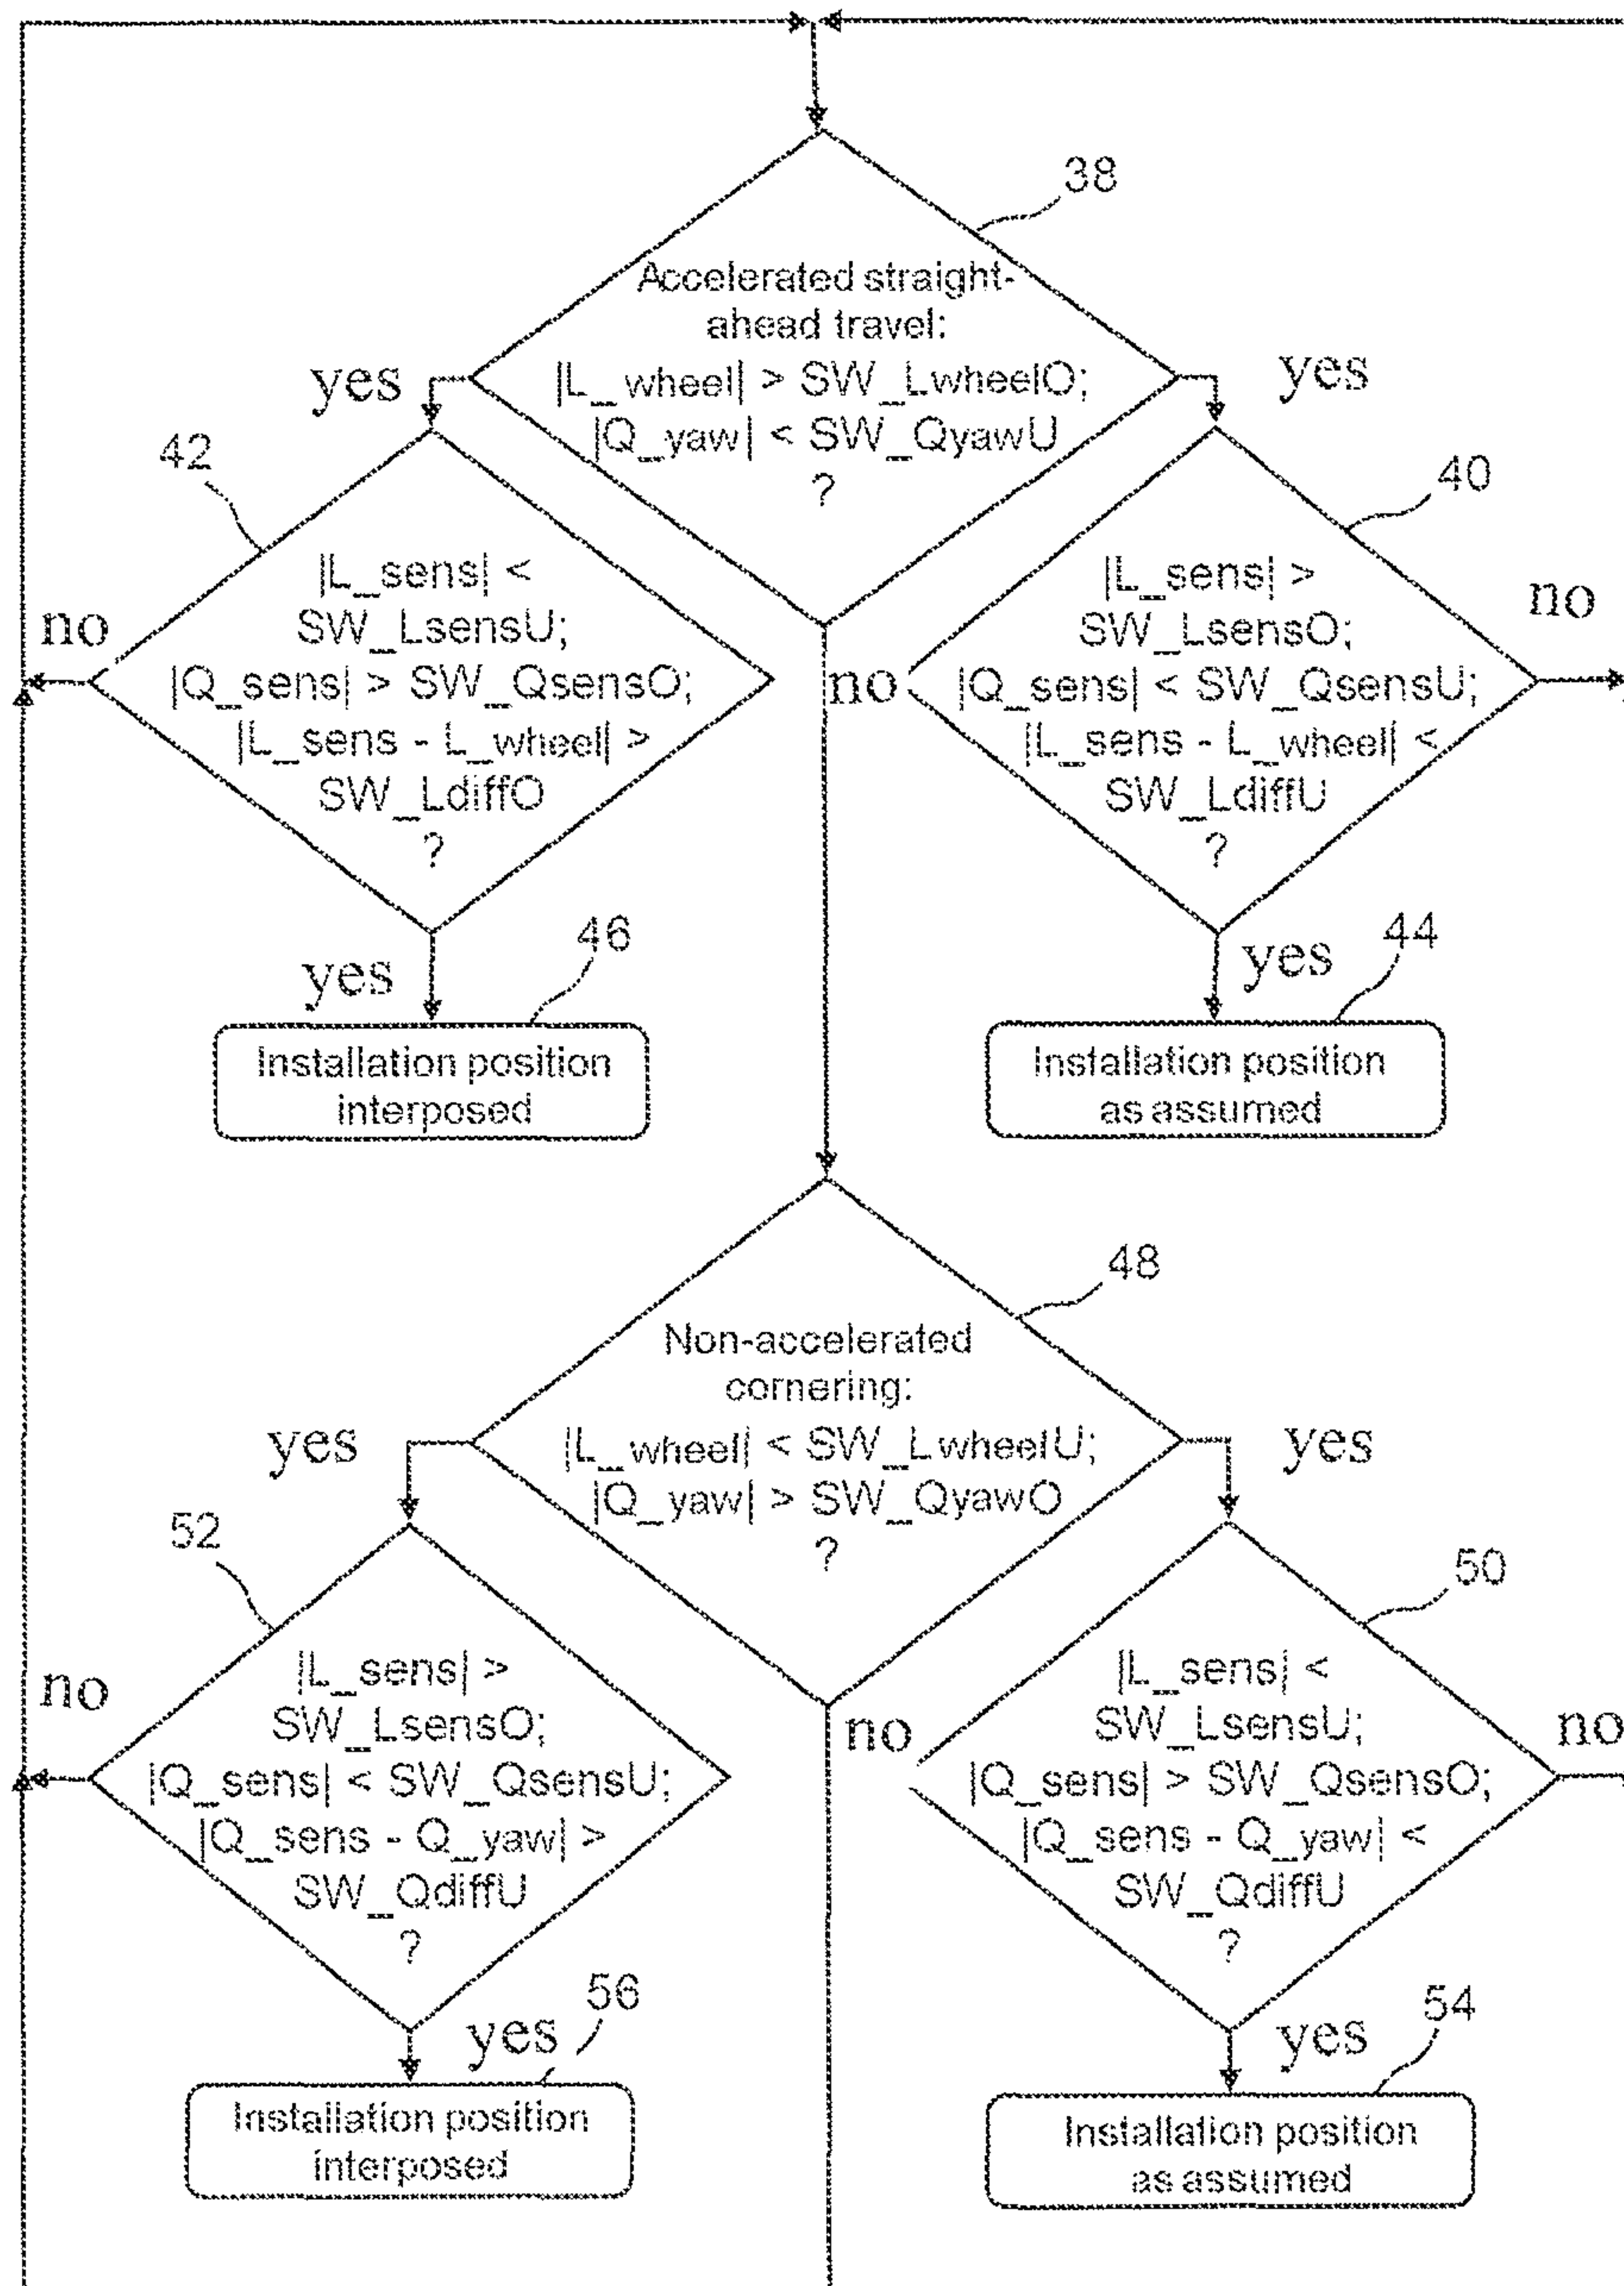 38
Accelerated straight-
ahead travel:
|L_wheel| > SW_LwheelO;
|Q_yaw| < SW_QyawU
?
yes
yes
42
|L_sens| <
SW_LsensU;
|Q_sens| > SW_QsensO;
|L_sens - L_wheel| >
SW_LdiffO
?
no
no
40
|L_sens| >
SW_LsensO;
|Q_sens| < SW_QsensU;
|L_sens - L_wheel| <
SW_LdiffU
?
no
yes
46
Installation position
interposed
yes
44
Installation position
as assumed
48
Non-accelerated
cornering:
|L_wheel| < SW_LwheelU;
|Q_yaw| > SW_QyawO
?
yes
yes
52
|L_sens| >
SW_LsensO;
|Q_sens| < SW_QsensU;
|Q_sens - Q_yaw| >
SW_QdiffU
?
no
no
50
|L_sens| <
SW_LsensU;
|Q_sens| > SW_QsensO;
|Q_sens - Q_yaw| <
SW_QdiffU
?
no
yes
56
Installation position
interposed
yes
54
Installation position
as assumed